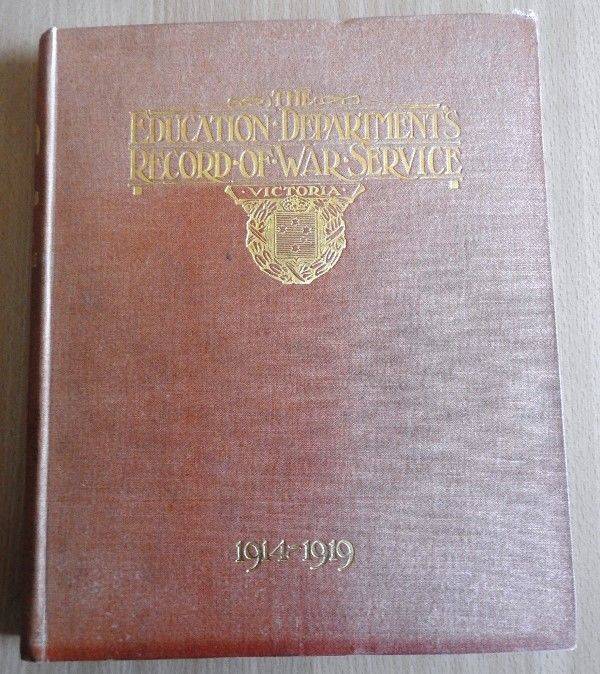 THE
EDUCATION·DEPARTMENT'S
RECORD·OF·WAR·SERVICE
·VICTORIA·
1914-1919